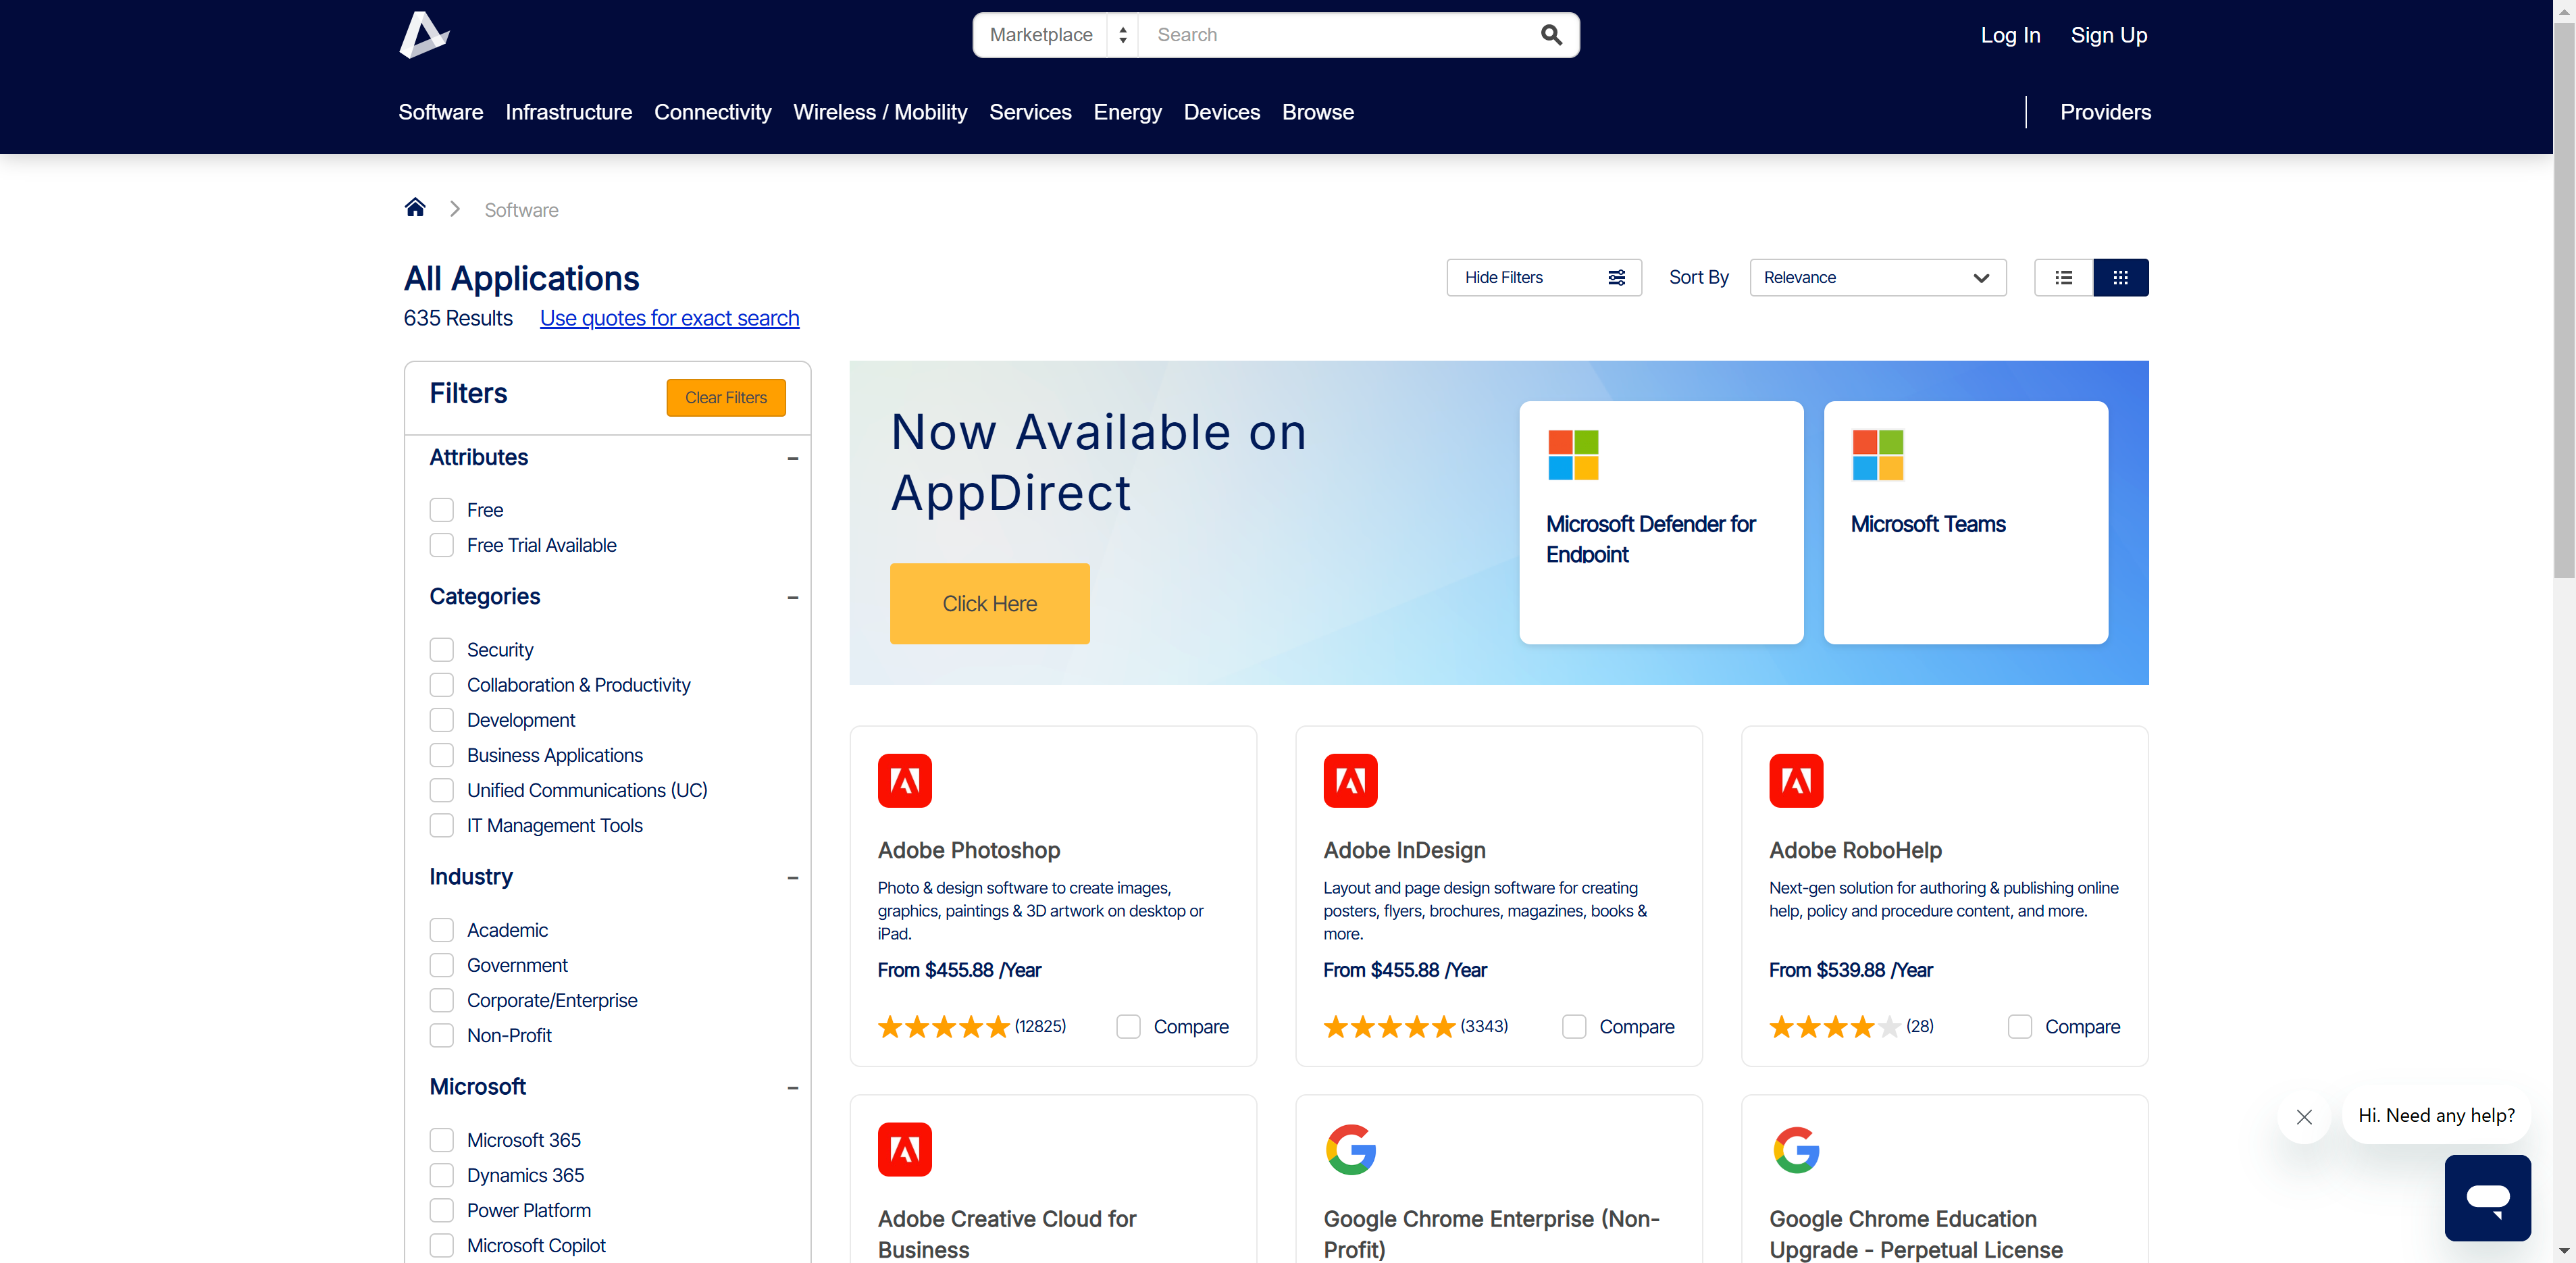 Marketplace Search
Log In Sign Up
Software Infrastructure Connectivity Wireless / Mobility Services Energy Devices Browse
Providers
Software
All Applications
635 Results Use quotes for exact search
Hide Filters
Sort By
Relevance
Filters
Clear Filters
Attributes
Free
Free Trial Available
Categories
Security
Collaboration & Productivity
Development
Business Applications
Unified Communications (UC)
IT Management Tools
Industry
Academic
Government
Corporate/Enterprise
Non-Profit
Microsoft
Microsoft 365
Dynamics 365
Power Platform
Microsoft Copilot
Now Available on
AppDirect
Click Here
Microsoft Defender for
Endpoint
Microsoft Teams
Adobe Photoshop
Photo & design software to create images,
graphics, paintings & 3D artwork on desktop or
iPad.
From $455.88 /Year
(12825) Compare
Adobe InDesign
Layout and page design software for creating
posters, flyers, brochures, magazines, books &
more.
From $455.88 /Year
(3343) Compare
Adobe RoboHelp
Next-gen solution for authoring & publishing online
help, policy and procedure content, and more.
From $539.88 /Year
(28) Compare
Adobe Creative Cloud for
Business
Google Chrome Enterprise (Non-
Profit)
Google Chrome Education
Upgrade - Perpetual License
Hi. Need any help?